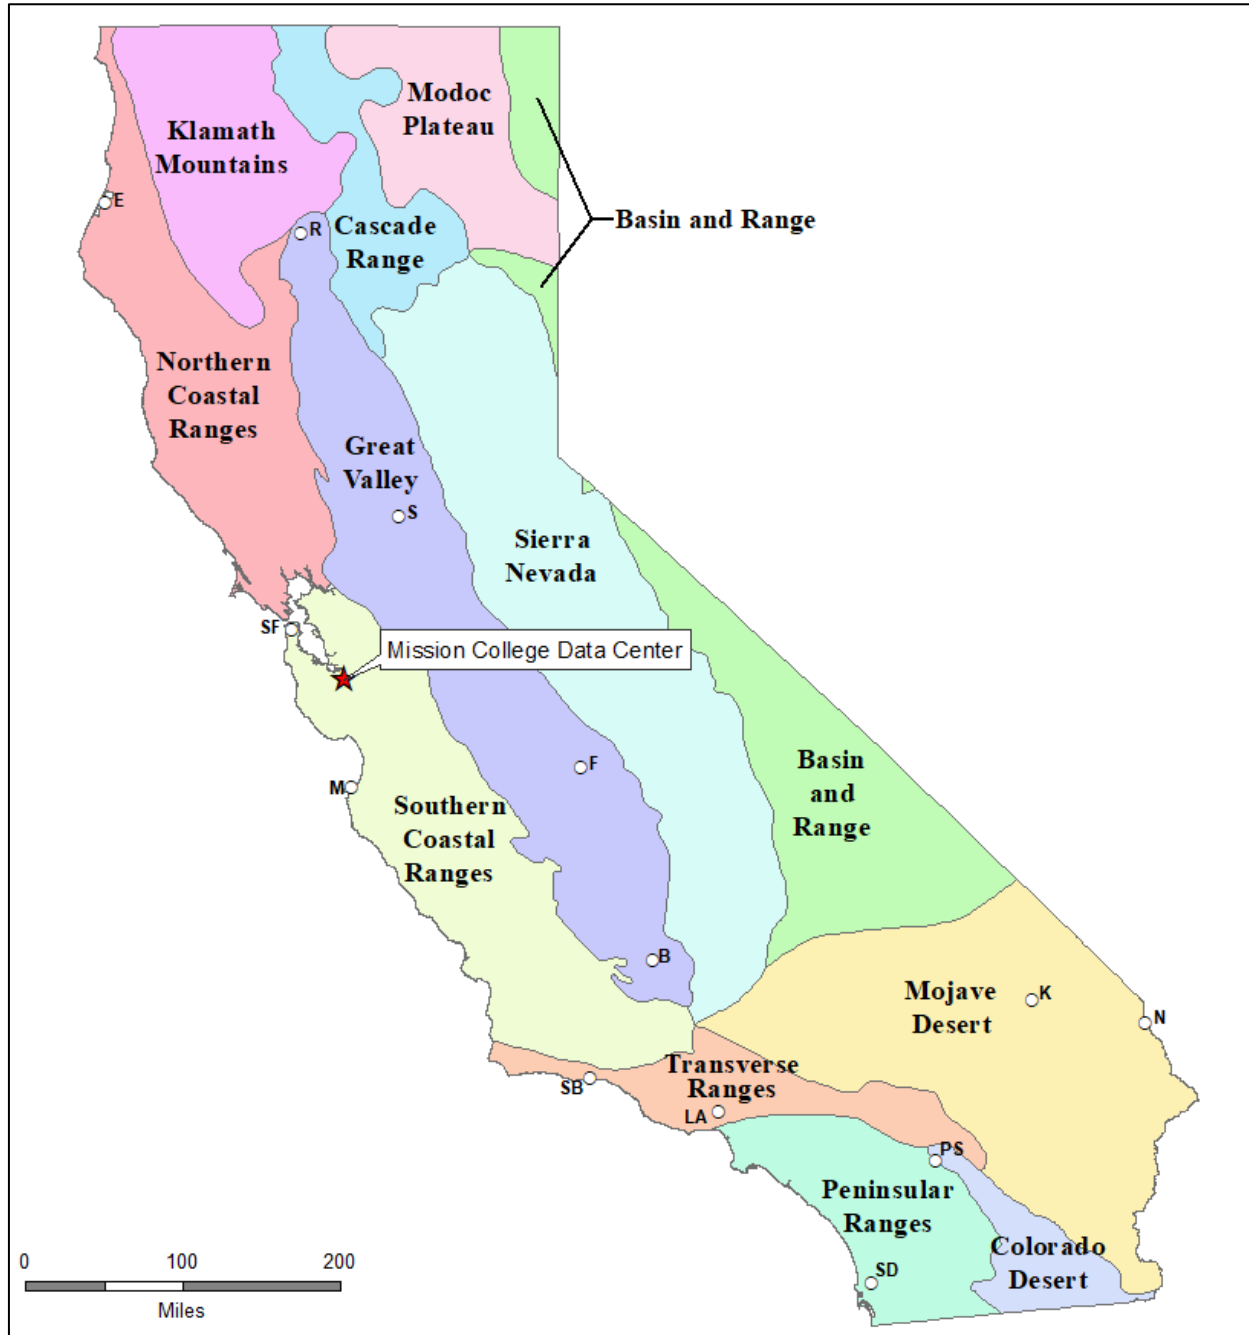 Modoc
Plateau
Klamath
Mountains
E
R
Cascade
Range
Basin and Range
Northern
Coastal
Ranges
Great
Valley
S
Sierra
Nevada
SF
Mission College Data Center
Basin
and
Range
F
M
Southern
Coastal
Ranges
B
Mojave
Desert
K
N
Transverse
Ranges
SB
LA
PS
Peninsular
Ranges
Colorado
Desert
SD
0 100 200
Miles